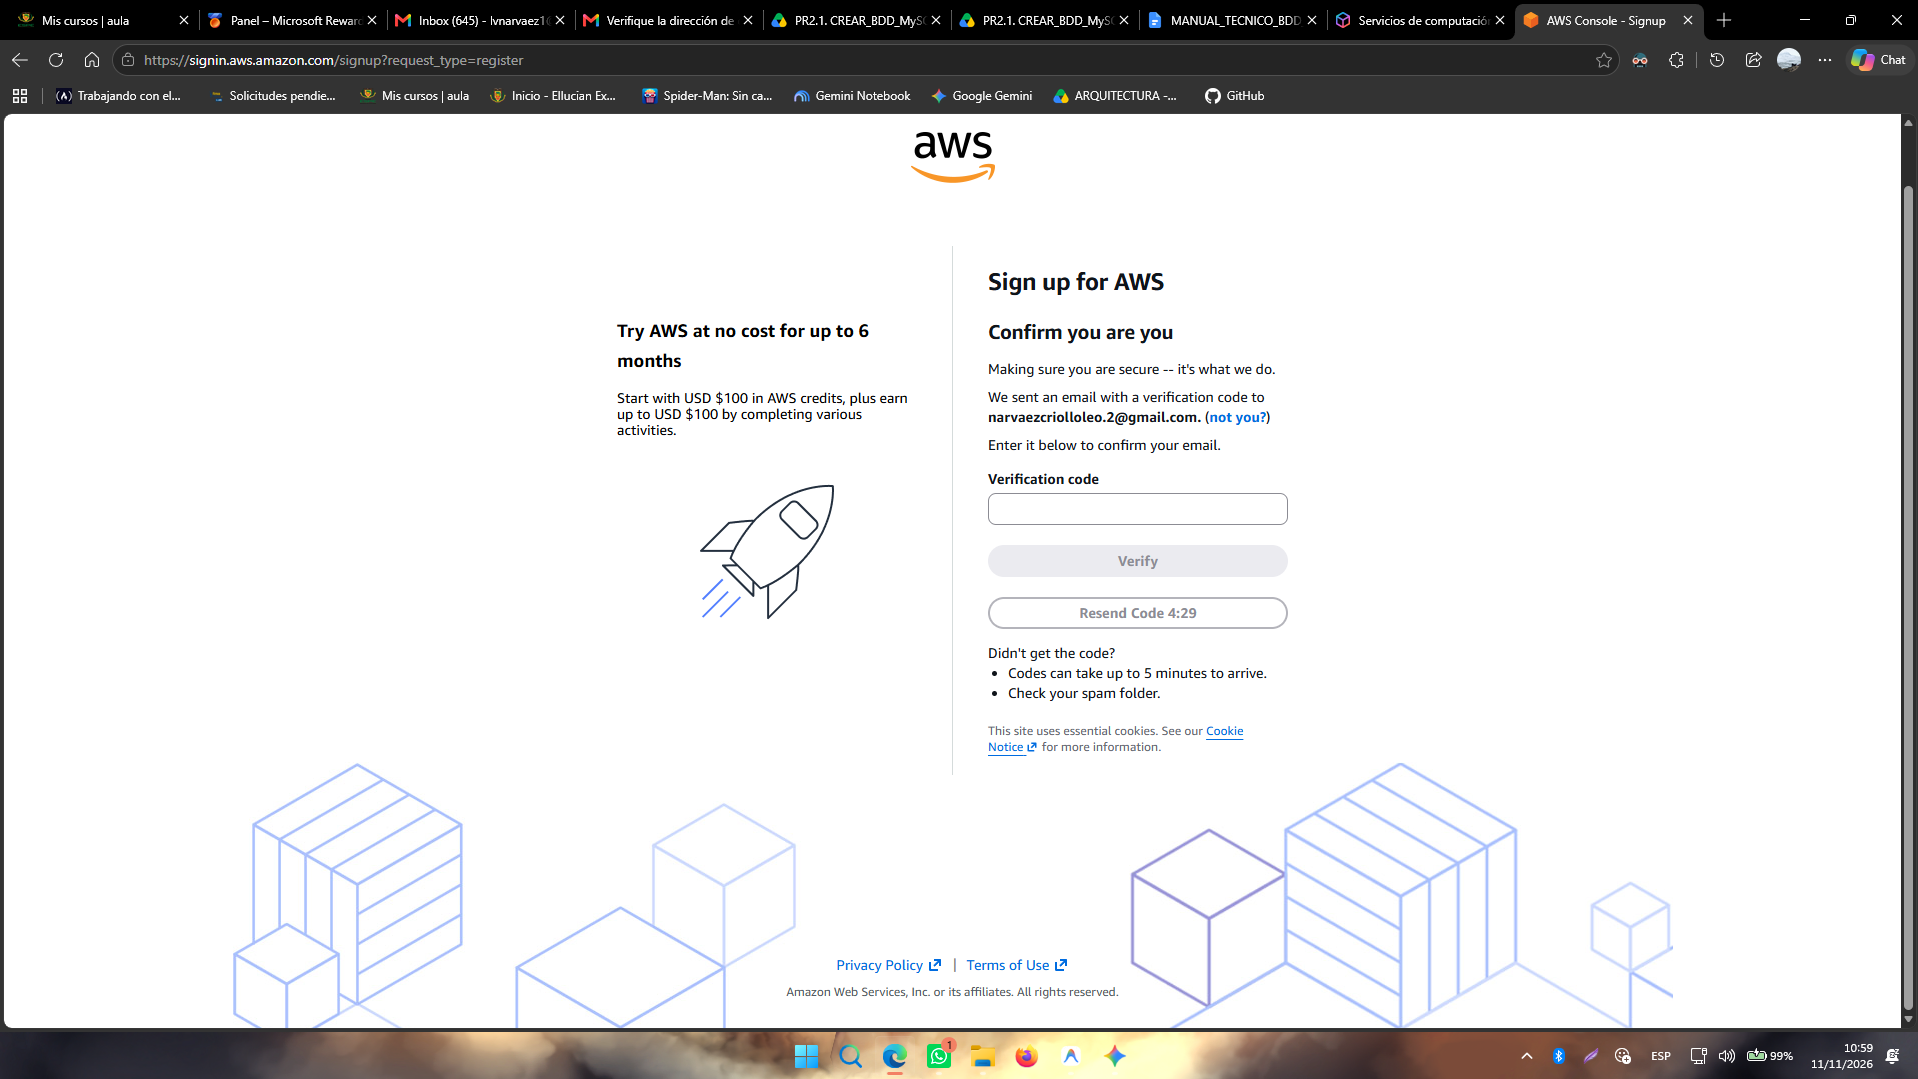 Mis cursos | aula
Panel – Microsoft Rewar
Inbox (645) - lvnarvaez1
Verifique la dirección de
PR2.1. CREAR_BDD_MyS
PR2.1. CREAR_BDD_MyS
MANUAL_TECNICO_BDD
Servicios de computació
AWS Console - Signup
https://signin.aws.amazon.com/signup?request_type=register
Chat
Trabajando con el...
Solicitudes pendie...
Mis cursos | aula
Inicio - Ellucian Ex...
Spider-Man: Sin ca...
Gemini Notebook
Google Gemini
ARQUITECTURA -...
GitHub
aws
Try AWS at no cost for up to 6
months
Start with USD $100 in AWS credits, plus earn
up to USD $100 by completing various
activities.
Sign up for AWS
Confirm you are you
Making sure you are secure -- it's what we do.
We sent an email with a verification code to
narvaezcriolloleo.2@gmail.com. (not you?)
Enter it below to confirm your email.
Verification code
Verify
Resend Code 4:29
Didn't get the code?
• Codes can take up to 5 minutes to arrive.
• Check your spam folder.
This site uses essential cookies. See our Cookie
Notice for more information.
Privacy Policy | Terms of Use
Amazon Web Services, Inc. or its affiliates. All rights reserved.
1
ESP
99%
10:59
11/11/2026